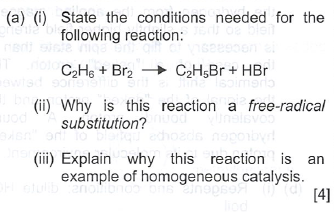 (a) (i) State the conditions needed for the
following reaction:
C₂H₆ + Br₂ → C₂H₅Br + HBr
(ii) Why is this reaction a free-radical
substitution?
(iii) Explain why this reaction is an
example of homogeneous catalysis.
[4]